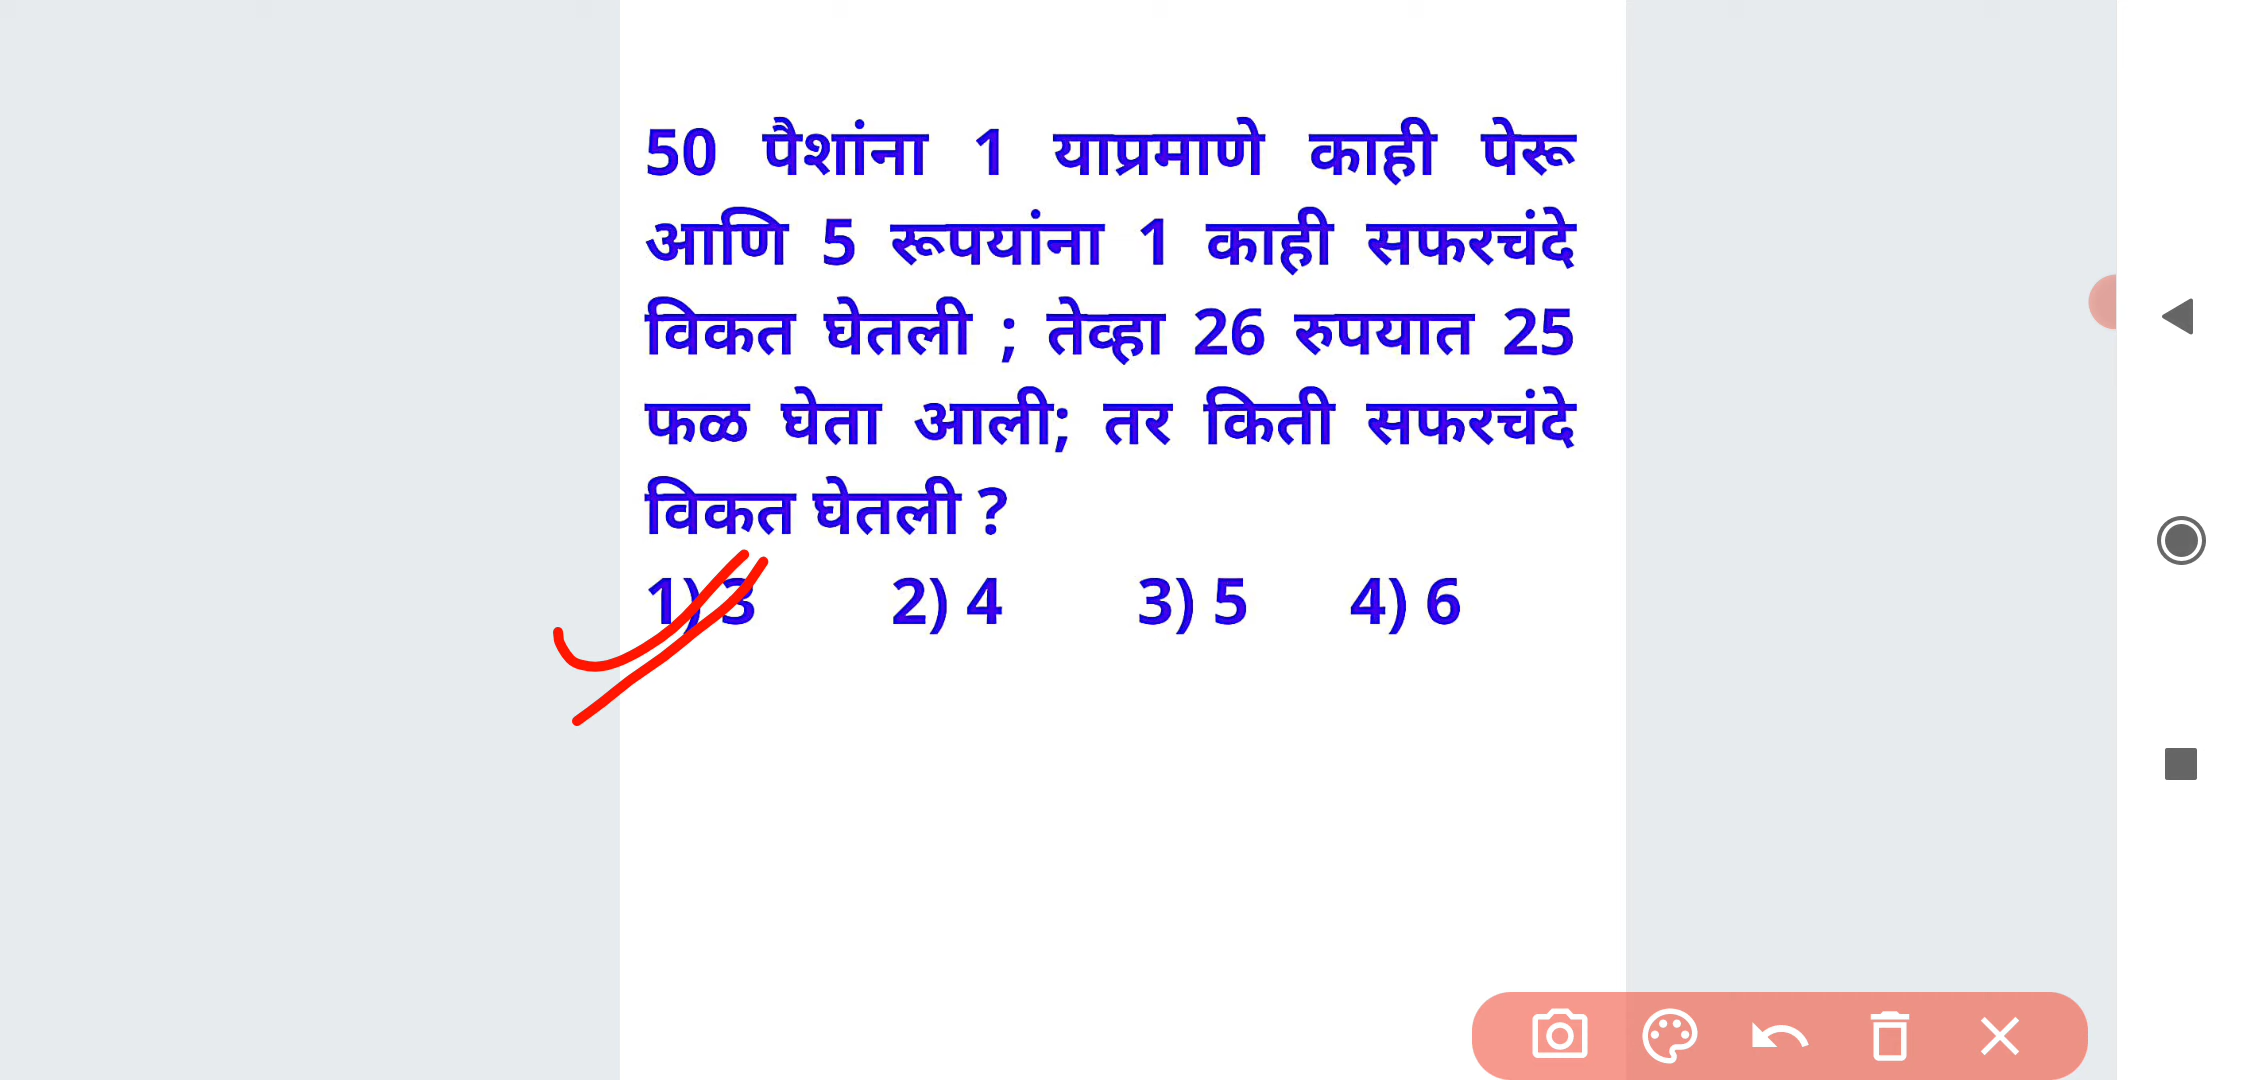 50 पैशांना 1 याप्रमाणे काही पेरू
आणि 5 रूपयांना 1 काही सफरचंदे
विकत घेतली ; तेव्हा 26 रुपयात 25
फळ घेता आली; तर किती सफरचंदे
विकत घेतली ?
1) 3 2) 4 3) 5 4) 6